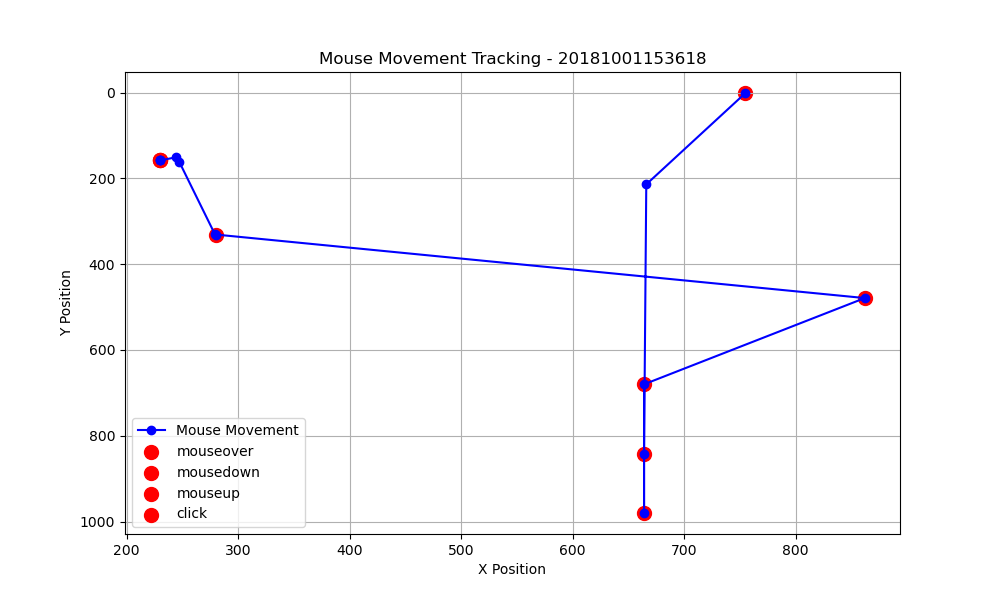 Mouse Movement Tracking - 20181001153618
Y Position
0
200
400
600
800
1000
Mouse Movement
mouseover
mousedown
mouseup
click
200 300 400 500 600 700 800
X Position